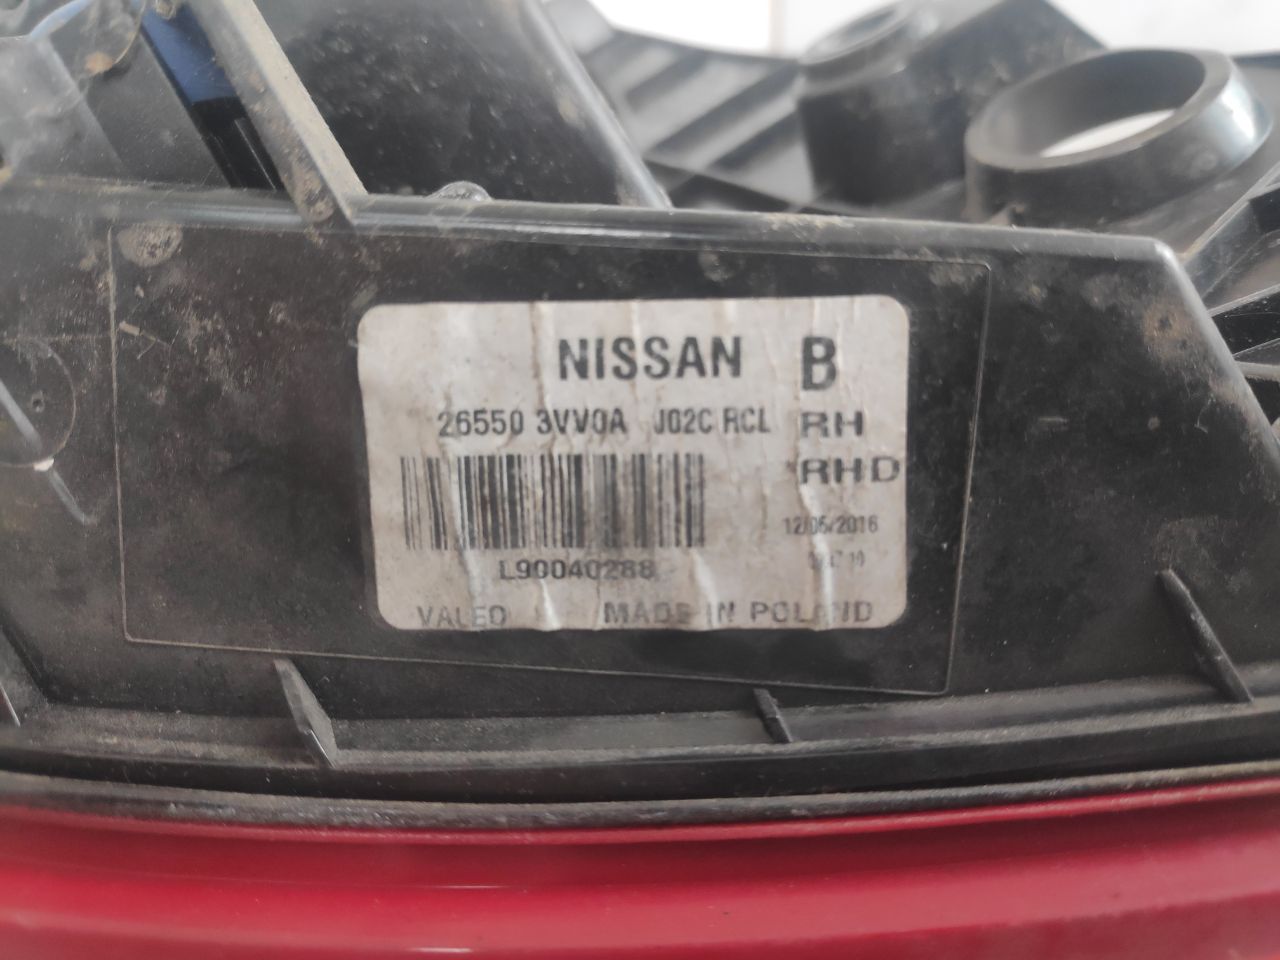 NISSAN B
26550 3VV0A J02C RCL RH
RHD
12/05/2016
L90040288
VALEO MADE IN POLAND